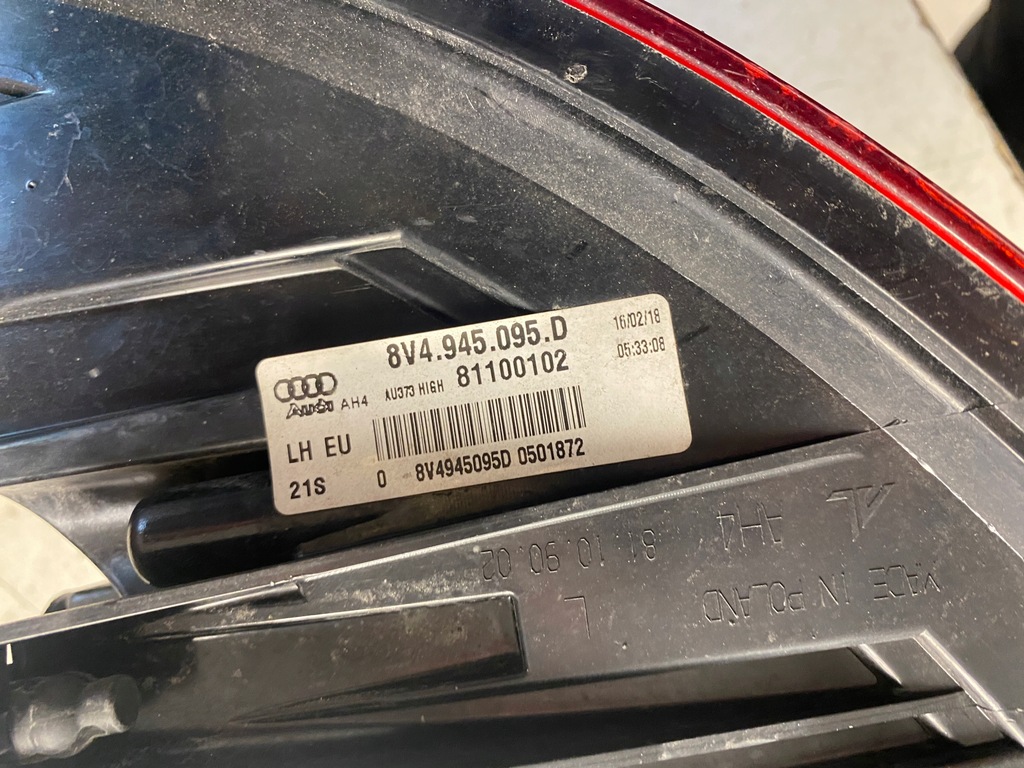 8V4.945.095.D
16/02/18
AU373 HIGH 81100102
05:33:08
Audi AH4
LH EU
21S
0 8V4945095D 0501872
AL
AH4
81.10.90.02
L
MADE IN POLAND